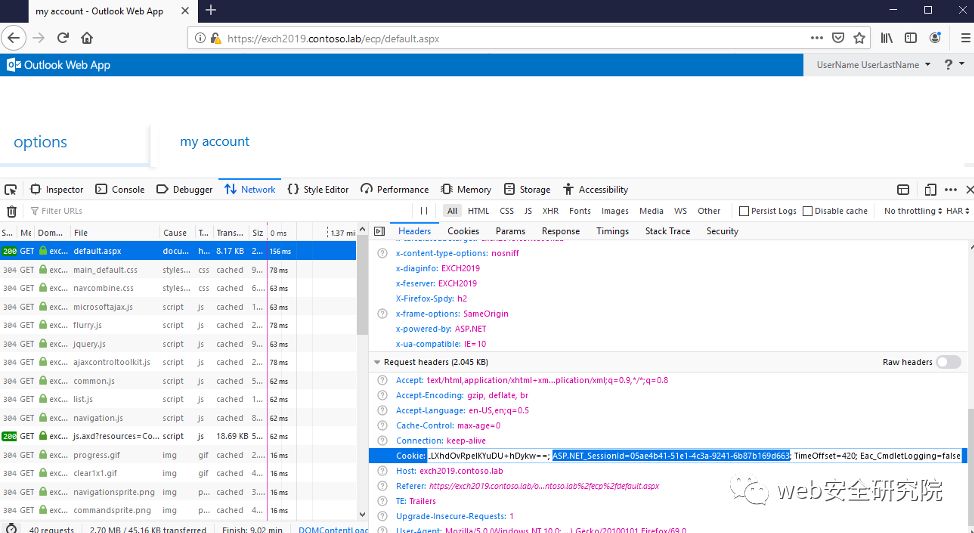 my account - Outlook Web App
https://exch2019.contoso.lab/ecp/default.aspx
Outlook Web App
UserName UserLastName
?
options
my account
Inspector Console Debugger Network Style Editor Performance Memory Storage Accessibility
Filter URLs
All HTML CSS JS XHR Fonts Images Media WS Other Persist Logs Disable cache No throttling HAR
S... Me Dom... File Cause T... Trans... Siz 0 ms 1.37 mi
Headers Cookies Params Response Timings Stack Trace Security
200 GET exc... default.aspx docu... h... 8.17 KB 2... 156 ms
304 GET exc... main_default.css styles... css cached 9... 78 ms
304 GET exc... navcombine.css styles... css cached 6... 63 ms
304 GET exc... microsoftajax.js script js cached 1... 63 ms
304 GET exc... flurry.js script js cached 2... 78 ms
304 GET exc... jquery.js script js cached 9... 63 ms
304 GET exc... ajaxcontroltoolkit.js script js cached 2... 78 ms
304 GET exc... common.js script js cached 3... 62 ms
304 GET exc... list.js script js cached 5... 62 ms
304 GET exc... navigation.js script js cached 8... 62 ms
200 GET exc... js.axd?resources=Co... script js 18.69 KB 5... 62 ms
304 GET exc... progress.gif img gif cached 3... 16 ms
304 GET exc... clear1x1.gif img gif cached 4... 16 ms
304 GET exc... navigationsprite.png img p... cached 4... 16 ms
304 GET exc... commandsprite.png img p... cached 2... 16 ms
40 requests 2.70 MB / 45.16 KB transferred Finish: 9.02 min DOMContentLoad
x-content-type-options: nosniff
x-diaginfo: EXCH2019
x-feserver: EXCH2019
X-Firefox-Spdy: h2
x-frame-options: SameOrigin
x-powered-by: ASP.NET
x-ua-compatible: IE=10
Request headers (2.045 KB) Raw headers
Accept: text/html,application/xhtml+xm...plication/xml;q=0.9,*/*;q=0.8
Accept-Encoding: gzip, deflate, br
Accept-Language: en-US,en;q=0.5
Cache-Control: max-age=0
Connection: keep-alive
Cookie: .LXhdOvRpelKYuDU+hDykw==; ASP.NET_SessionId=05ae4b41-51e1-4c3a-9241-6b87b169d663; TimeOffset=420; Eac_CmdletLogging=false
Host: exch2019.contoso.lab
Referer: https://exch2019.contoso.lab/o...ntoso.lab%2fecp%2fdefault.aspx
TE: Trailers
Upgrade-Insecure-Requests: 1
User-Agent: Mozilla/5.0 (Windows NT 10.0; ...) Gecko/20100101 Firefox/69.0
web安全研究院